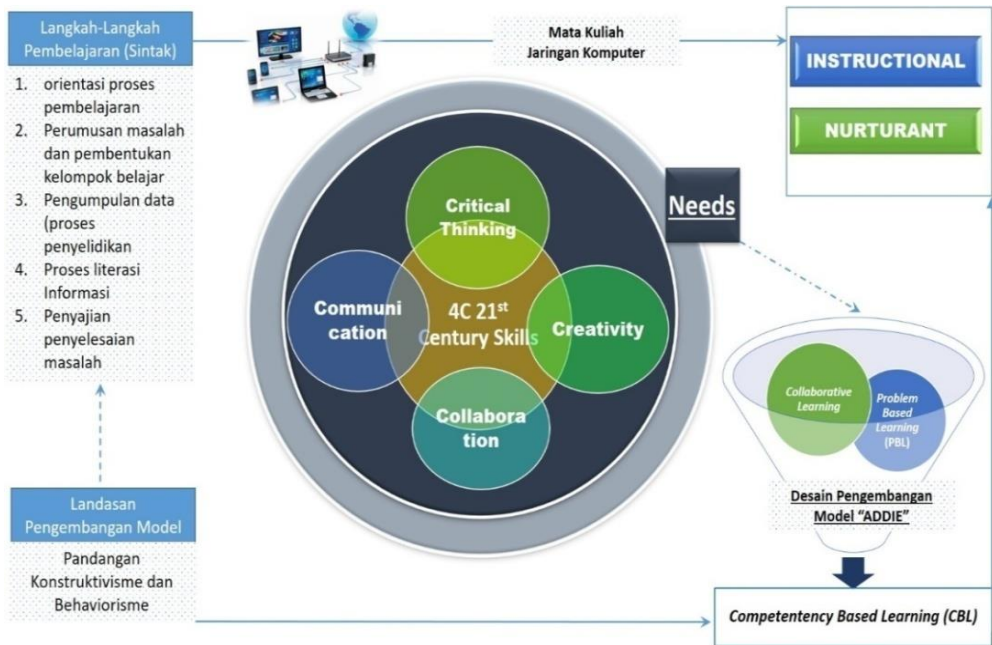 Langkah-Langkah
Pembelajaran (Sintak)
1. orientasi proses
pembelajaran
2. Perumusan masalah
dan pembentukan
kelompok belajar
3. Pengumpulan data
(proses
penyelidikan
4. Proses literasi
Informasi
5. Penyajian
penyelesaian
masalah
Landasan
Pengembangan Model
Pandangan
Konstruktivisme dan
Behaviorisme
Mata Kuliah
Jaringan Komputer
INSTRUCTIONAL
NURTURANT
Needs
Critical
Thinking
Communi
cation
4C 21st
Century Skills
Creativity
Collabora
tion
Collaborative
Learning
Problem
Based
Learning
(PBL)
Desain Pengembangan
Model “ADDIE”
Competentency Based Learning (CBL)